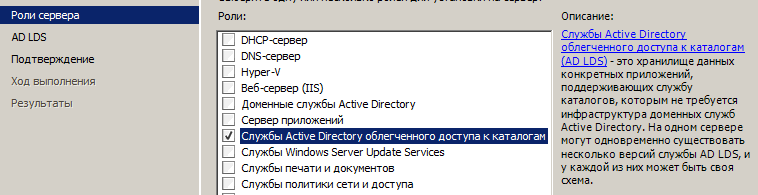 Роли сервера
AD LDS
Подтверждение
Ход выполнения
Результаты
Роли:
DHCP-сервер
DNS-сервер
Hyper-V
Веб-сервер (IIS)
Доменные службы Active Directory
Сервер приложений
Службы Active Directory облегченного доступа к каталогам
Службы Windows Server Update Services
Службы печати и документов
Службы политики сети и доступа
Описание:
Службы Active Directory
облегченного доступа к каталогам
(AD LDS) - это хранилище данных
конкретных приложений,
поддерживающих службу
каталогов, которым не требуется
инфраструктура доменных служб
Active Directory. На одном сервере
могут одновременно существовать
несколько версий службы AD LDS, и
у каждой из них может быть своя
схема.